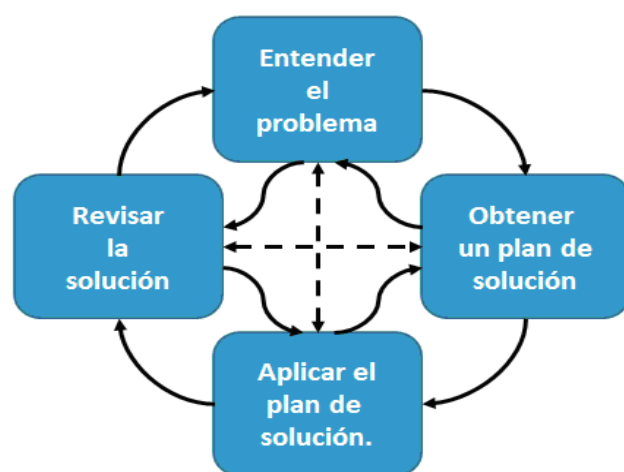 Entender
el
problema
Revisar
la
solución
Obtener
un plan de
solución
Aplicar el
plan de
solución.